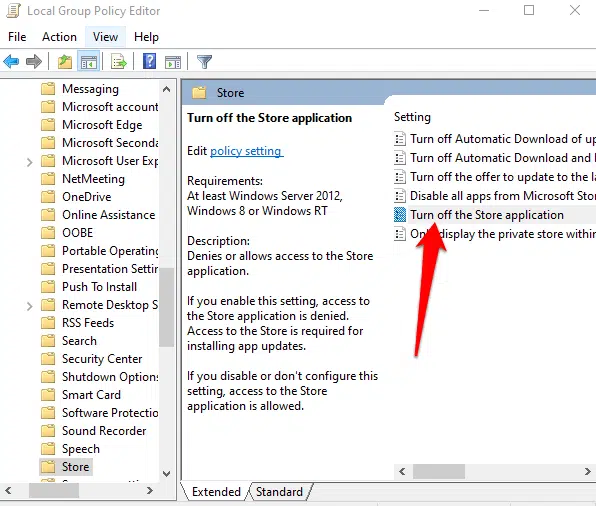 Local Group Policy Editor
File Action View Help
Messaging
Microsoft account
Microsoft Edge
Microsoft Seconda
Microsoft User Exp
NetMeeting
OneDrive
Online Assistance
OOBE
Portable Operating
Presentation Settin
Push To Install
Remote Desktop S
RSS Feeds
Search
Security Center
Shutdown Options
Smart Card
Software Protectio
Sound Recorder
Speech
Store
Store
Turn off the Store application
Edit policy setting
Requirements:
At least Windows Server 2012,
Windows 8 or Windows RT
Description:
Denies or allows access to the Store
application.
If you enable this setting, access to
the Store application is denied.
Access to the Store is required for
installing app updates.
If you disable or don't configure this
setting, access to the Store
application is allowed.
Setting
Turn off Automatic Download of up
Turn off Automatic Download and I
Turn off the offer to update to the la
Disable all apps from Microsoft Stor
Turn off the Store application
display the private store within
Extended Standard